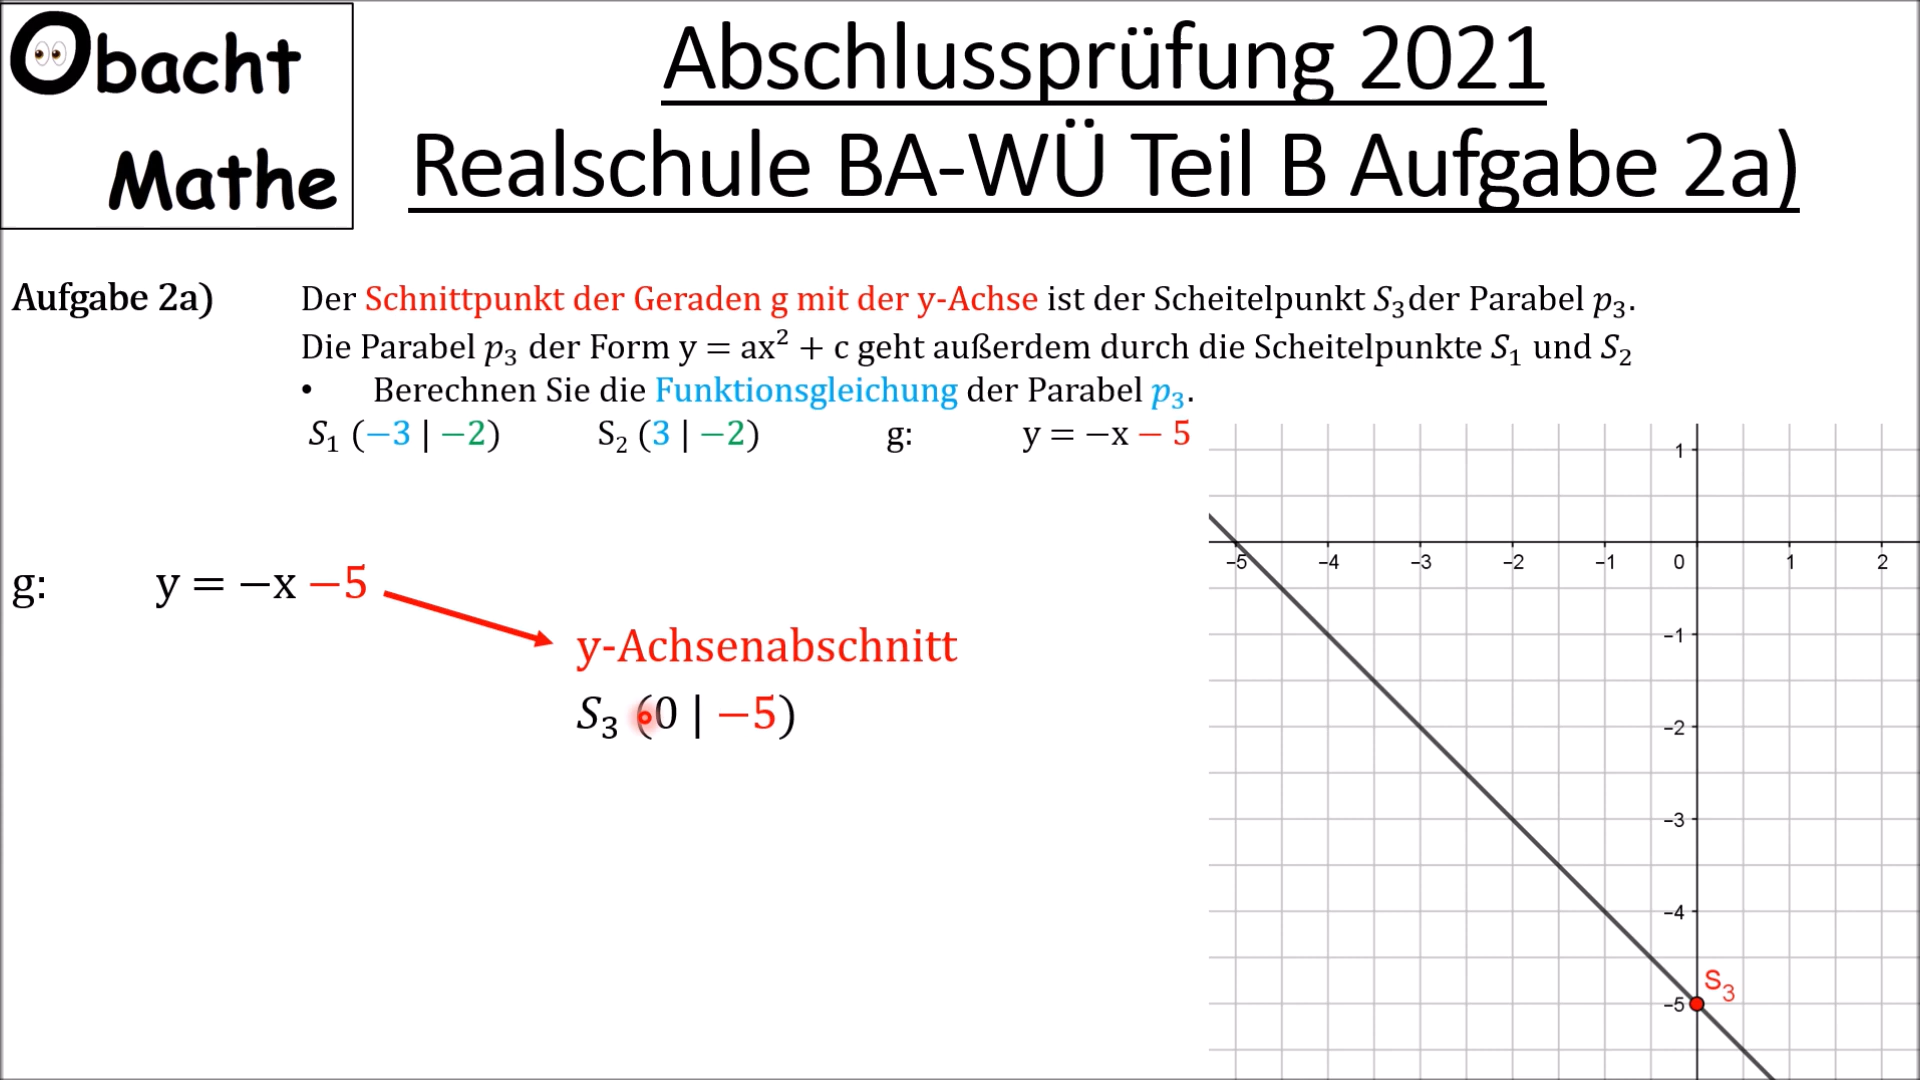 Obacht
Mathe
Abschlussprüfung 2021
Realschule BA-WÜ Teil B Aufgabe 2a)
Aufgabe 2a) Der Schnittpunkt der Geraden g mit der y-Achse ist der Scheitelpunkt S₃der Parabel p₃.
Die Parabel p₃ der Form y = ax² + c geht außerdem durch die Scheitelpunkte S₁ und S₂
• Berechnen Sie die Funktionsgleichung der Parabel p₃.
S₁ (−3 | −2) S₂ (3 | −2) g: y = −x − 5
g: y = −x −5
y-Achsenabschnitt
S₃ (0 | −5)
1
−5 −4 −3 −2 −1 0 1 2
−1
−2
−3
−4
S₃
−5